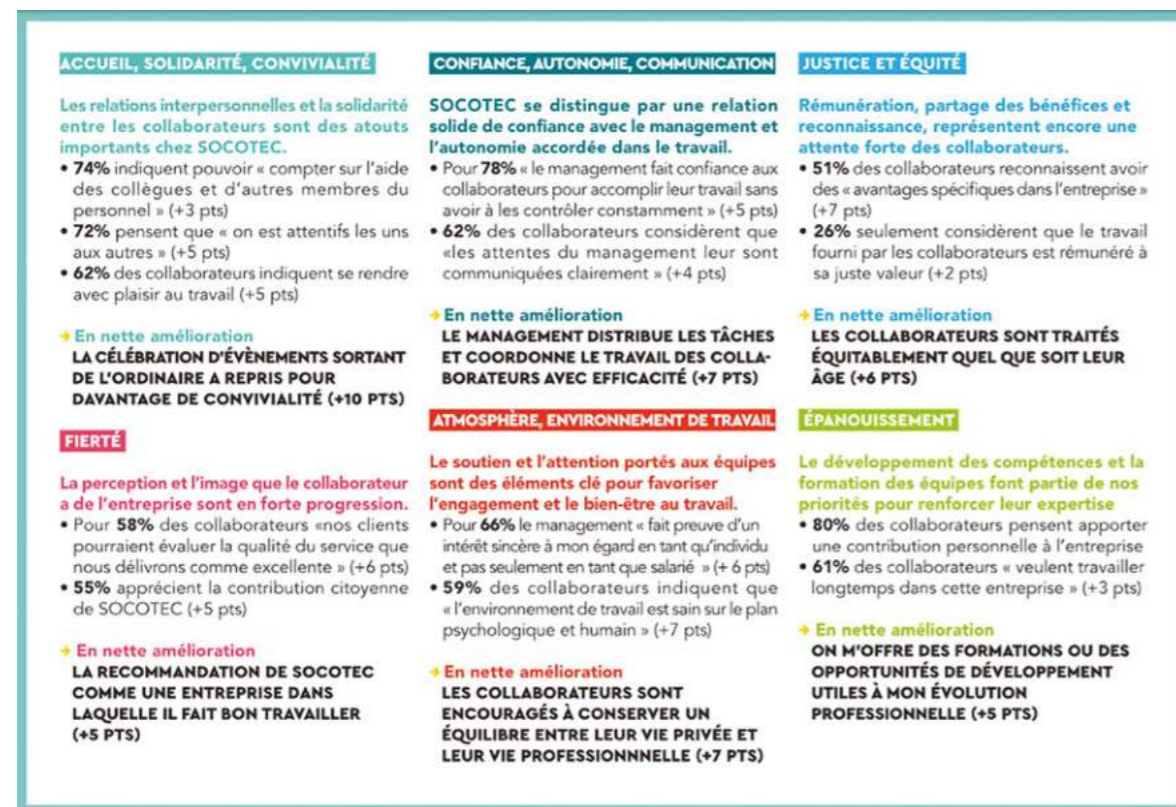 ACCUEIL, SOLIDARITÉ, CONVIVIALITÉ
Les relations interpersonnelles et la solidarité
entre les collaborateurs sont des atouts
importants chez SOCOTEC.
• 74% indiquent pouvoir « compter sur l'aide
des collègues et d'autres membres du
personnel » (+3 pts)
• 72% pensent que « on est attentifs les uns
aux autres » (+5 pts)
• 62% des collaborateurs indiquent se rendre
avec plaisir au travail (+5 pts)
→ En nette amélioration
LA CÉLÉBRATION D'ÉVÈNEMENTS SORTANT
DE L'ORDINAIRE A REPRIS POUR
DAVANTAGE DE CONVIVIALITÉ (+10 PTS)
FIERTÉ
La perception et l'image que le collaborateur
a de l'entreprise sont en forte progression.
• Pour 58% des collaborateurs «nos clients
pourraient évaluer la qualité du service que
nous délivrons comme excellente » (+6 pts)
• 55% apprécient la contribution citoyenne
de SOCOTEC (+5 pts)
→ En nette amélioration
LA RECOMMANDATION DE SOCOTEC
COMME UNE ENTREPRISE DANS
LAQUELLE IL FAIT BON TRAVAILLER
(+5 PTS)
CONFIANCE, AUTONOMIE, COMMUNICATION
SOCOTEC se distingue par une relation
solide de confiance avec le management et
l'autonomie accordée dans le travail.
• Pour 78% « le management fait confiance aux
collaborateurs pour accomplir leur travail sans
avoir à les contrôler constamment » (+5 pts)
• 62% des collaborateurs considèrent que
«les attentes du management leur sont
communiquées clairement » (+4 pts)
→ En nette amélioration
LE MANAGEMENT DISTRIBUE LES TÂCHES
ET COORDONNE LE TRAVAIL DES COLLA-
BORATEURS AVEC EFFICACITÉ (+7 PTS)
ATMOSPHÈRE, ENVIRONNEMENT DE TRAVAIL
Le soutien et l'attention portés aux équipes
sont des éléments clé pour favoriser
l'engagement et le bien-être au travail.
• Pour 66% le management « fait preuve d'un
intérêt sincère à mon égard en tant qu'individu
et pas seulement en tant que salarié » (+ 6 pts)
• 59% des collaborateurs indiquent que
« l'environnement de travail est sain sur le plan
psychologique et humain » (+7 pts)
→ En nette amélioration
LES COLLABORATEURS SONT
ENCOURAGÉS À CONSERVER UN
ÉQUILIBRE ENTRE LEUR VIE PRIVÉE ET
LEUR VIE PROFESSIONNNELLE (+7 PTS)
JUSTICE ET ÉQUITÉ
Rémunération, partage des bénéfices et
reconnaissance, représentent encore une
attente forte des collaborateurs.
• 51% des collaborateurs reconnaissent avoir
des « avantages spécifiques dans l'entreprise »
(+7 pts)
• 26% seulement considèrent que le travail
fourni par les collaborateurs est rémunéré à
sa juste valeur (+2 pts)
→ En nette amélioration
LES COLLABORATEURS SONT TRAITÉS
ÉQUITABLEMENT QUEL QUE SOIT LEUR
ÂGE (+6 PTS)
ÉPANOUISSEMENT
Le développement des compétences et la
formation des équipes font partie de nos
priorités pour renforcer leur expertise
• 80% des collaborateurs pensent apporter
une contribution personnelle à l'entreprise
• 61% des collaborateurs « veulent travailler
longtemps dans cette entreprise » (+3 pts)
→ En nette amélioration
ON M'OFFRE DES FORMATIONS OU DES
OPPORTUNITÉS DE DÉVELOPPEMENT
UTILES À MON ÉVOLUTION
PROFESSIONNELLE (+5 PTS)